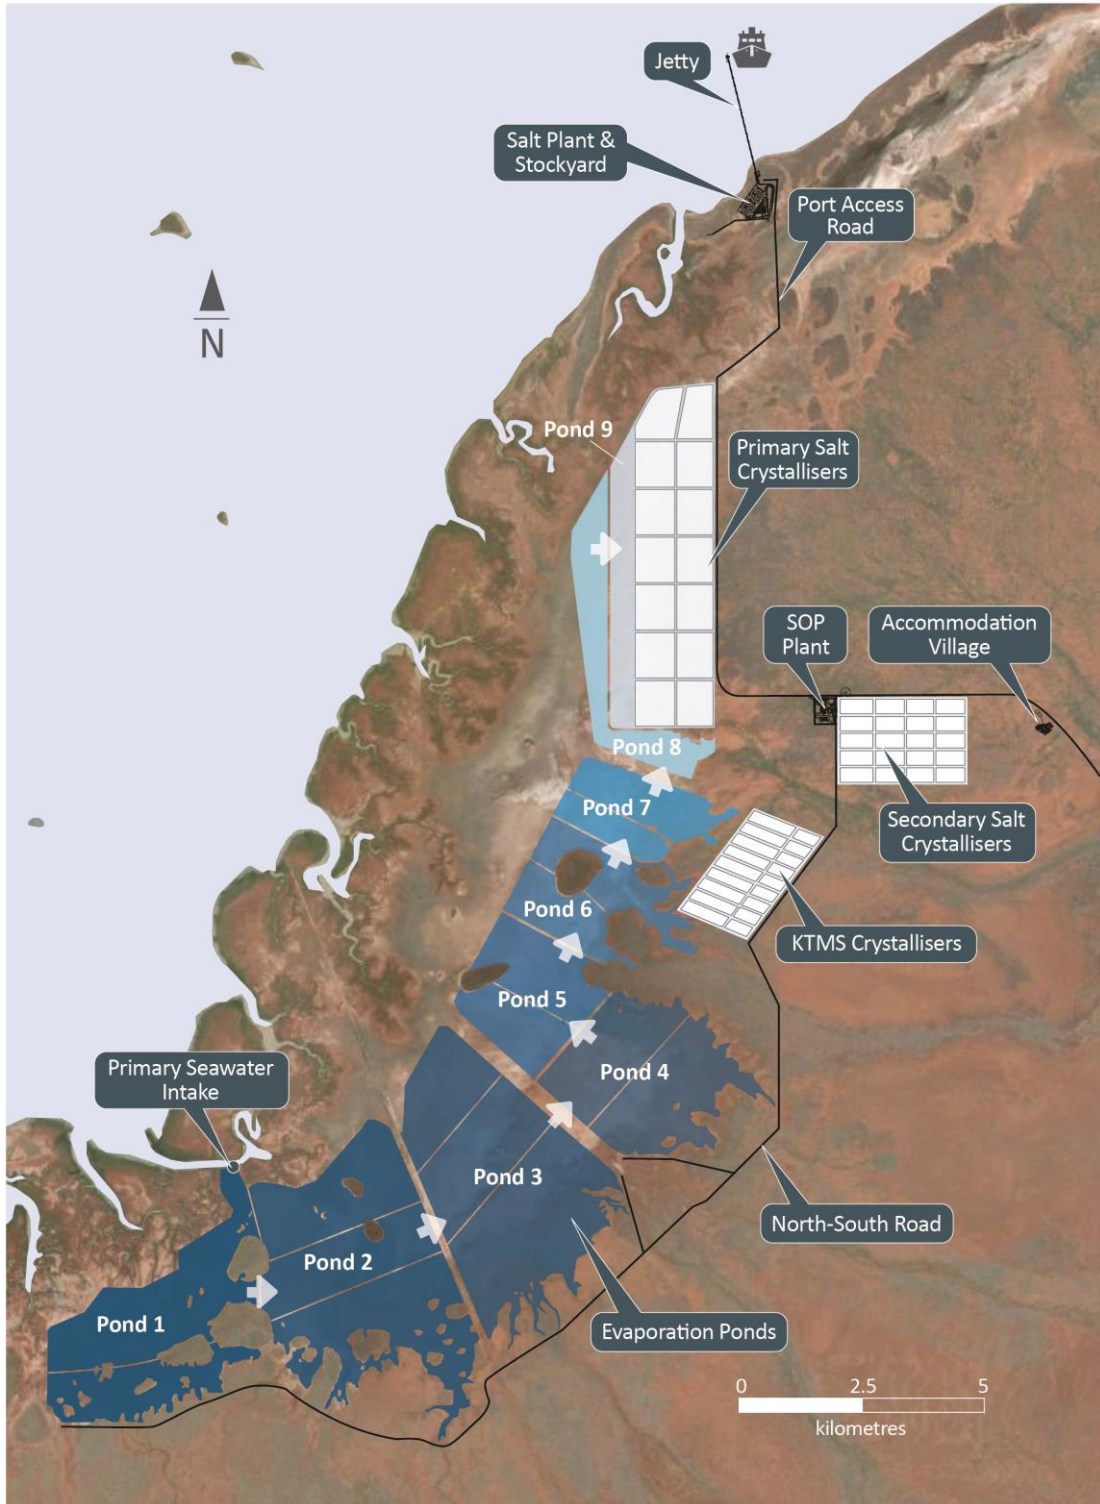 Jetty
Salt Plant &
Stockyard
Port Access
Road
N
Pond 9
Primary Salt
Crystallisers
SOP
Plant
Accommodation
Village
Pond 8
Pond 7
Secondary Salt
Crystallisers
Pond 6
KTMS Crystallisers
Pond 5
Primary Seawater
Intake
Pond 4
Pond 3
North-South Road
Pond 2
Pond 1
Evaporation Ponds
0 2.5 5
kilometres